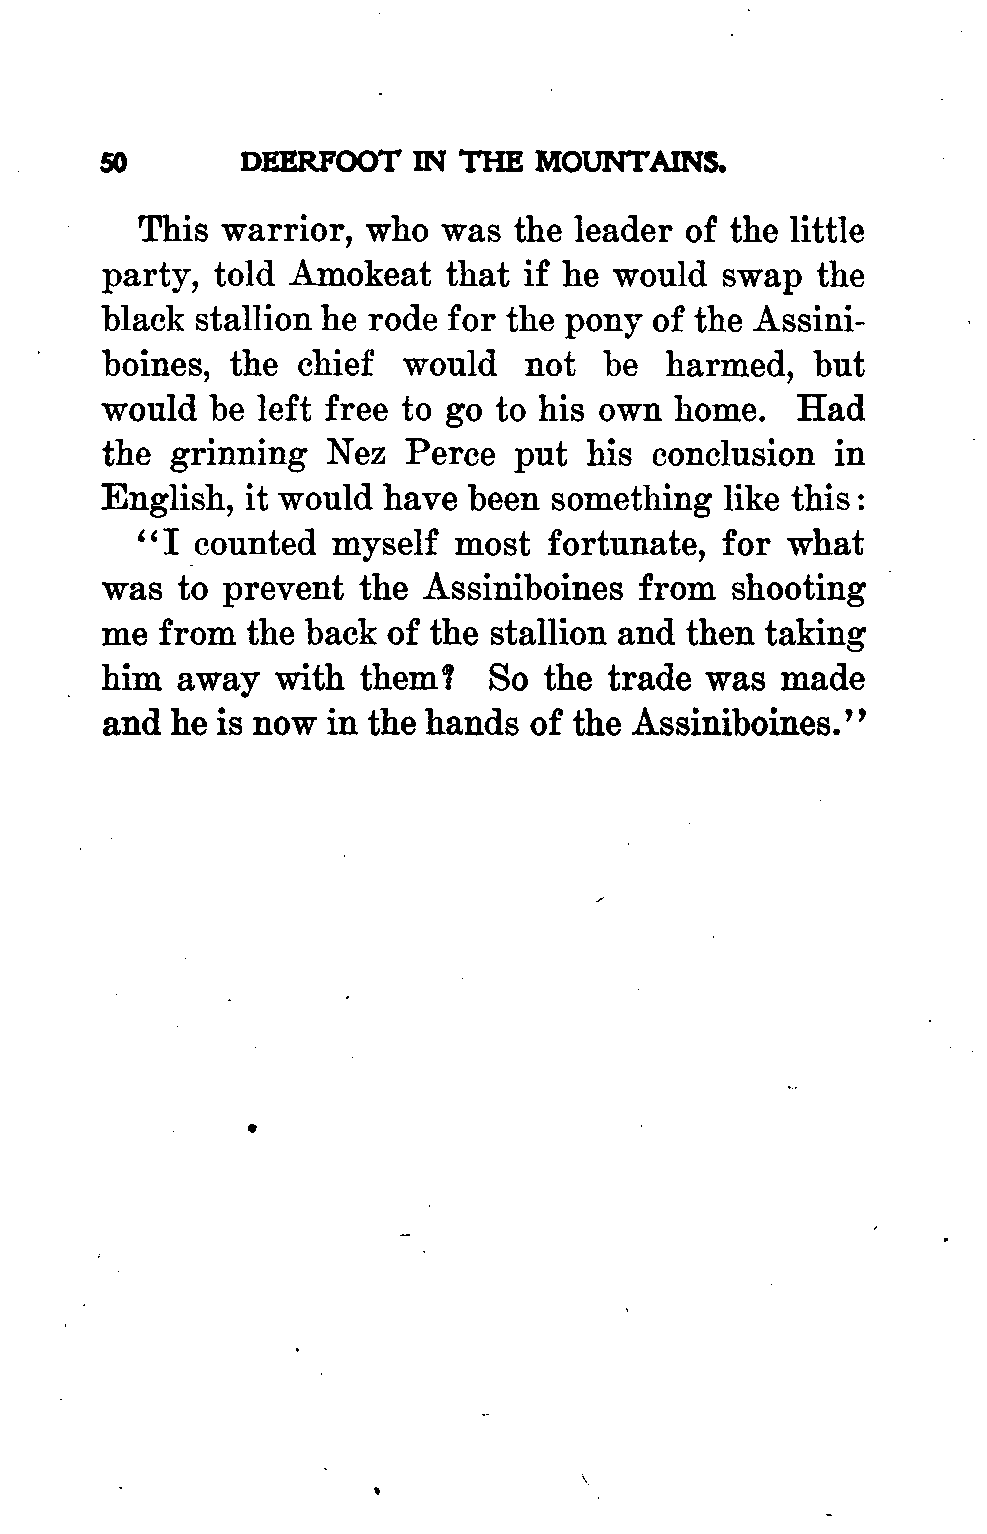 50 DEERFOOT IN THE MOUNTAINS.
This warrior, who was the leader of the little
party, told Amokeat that if he would swap the
black stallion he rode for the pony of the Assini-
boines, the chief would not be harmed, but
would be left free to go to his own home. Had
the grinning Nez Perce put his conclusion in
English, it would have been something like this:
“I counted myself most fortunate, for what
was to prevent the Assiniboines from shooting
me from the back of the stallion and then taking
him away with them? So the trade was made
and he is now in the hands of the Assiniboines.”